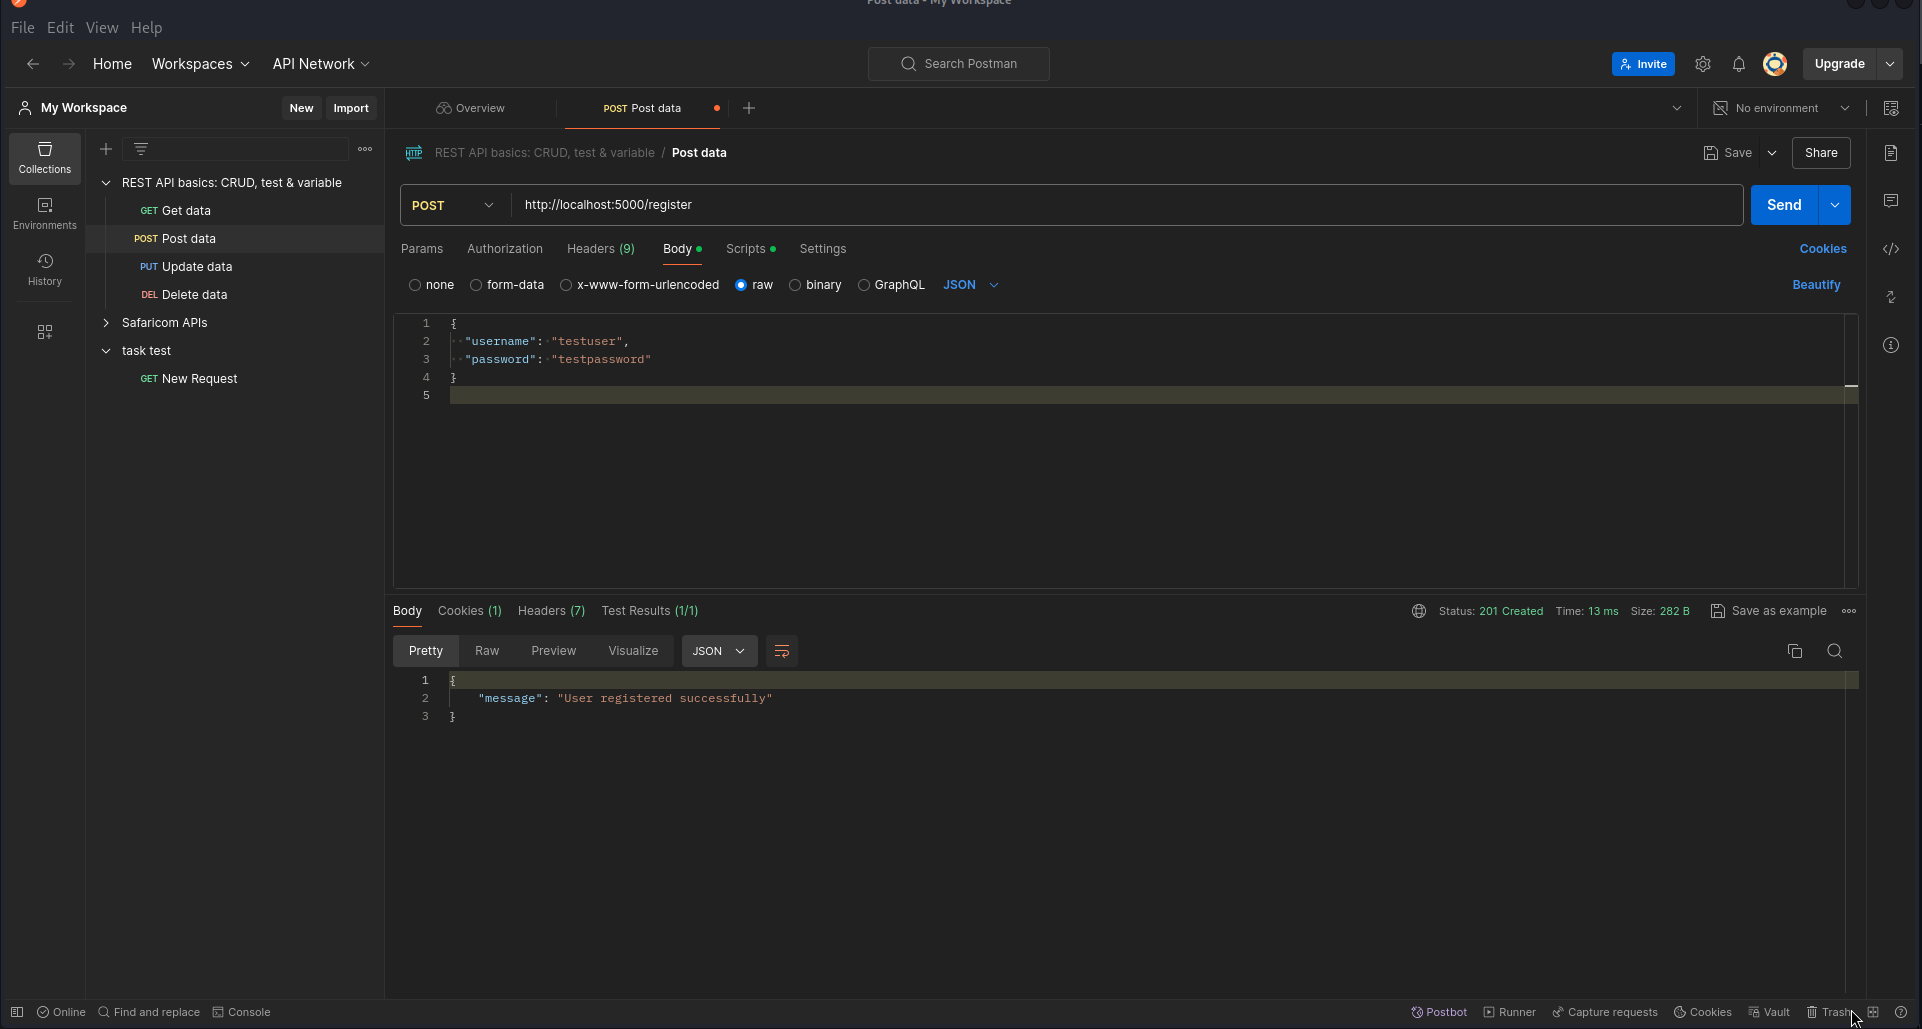 Post data - My Workspace
File Edit View Help
Home Workspaces API Network Search Postman Invite Upgrade
My Workspace New Import Overview POST Post data No environment
Collections
Environments
History
REST API basics: CRUD, test & variable
GET Get data
POST Post data
PUT Update data
DEL Delete data
Safaricom APIs
task test
GET New Request
HTTP REST API basics: CRUD, test & variable / Post data Save Share
POST http://localhost:5000/register Send
Params Authorization Headers (9) Body Scripts Settings Cookies
none form-data x-www-form-urlencoded raw binary GraphQL JSON Beautify
1 {
2 "username": "testuser",
3 "password": "testpassword"
4 }
5
Body Cookies (1) Headers (7) Test Results (1/1) Status: 201 Created Time: 13 ms Size: 282 B Save as example
Pretty Raw Preview Visualize JSON
1 {
2 "message": "User registered successfully"
3 }
Online Find and replace Console Postbot Runner Capture requests Cookies Vault Trash